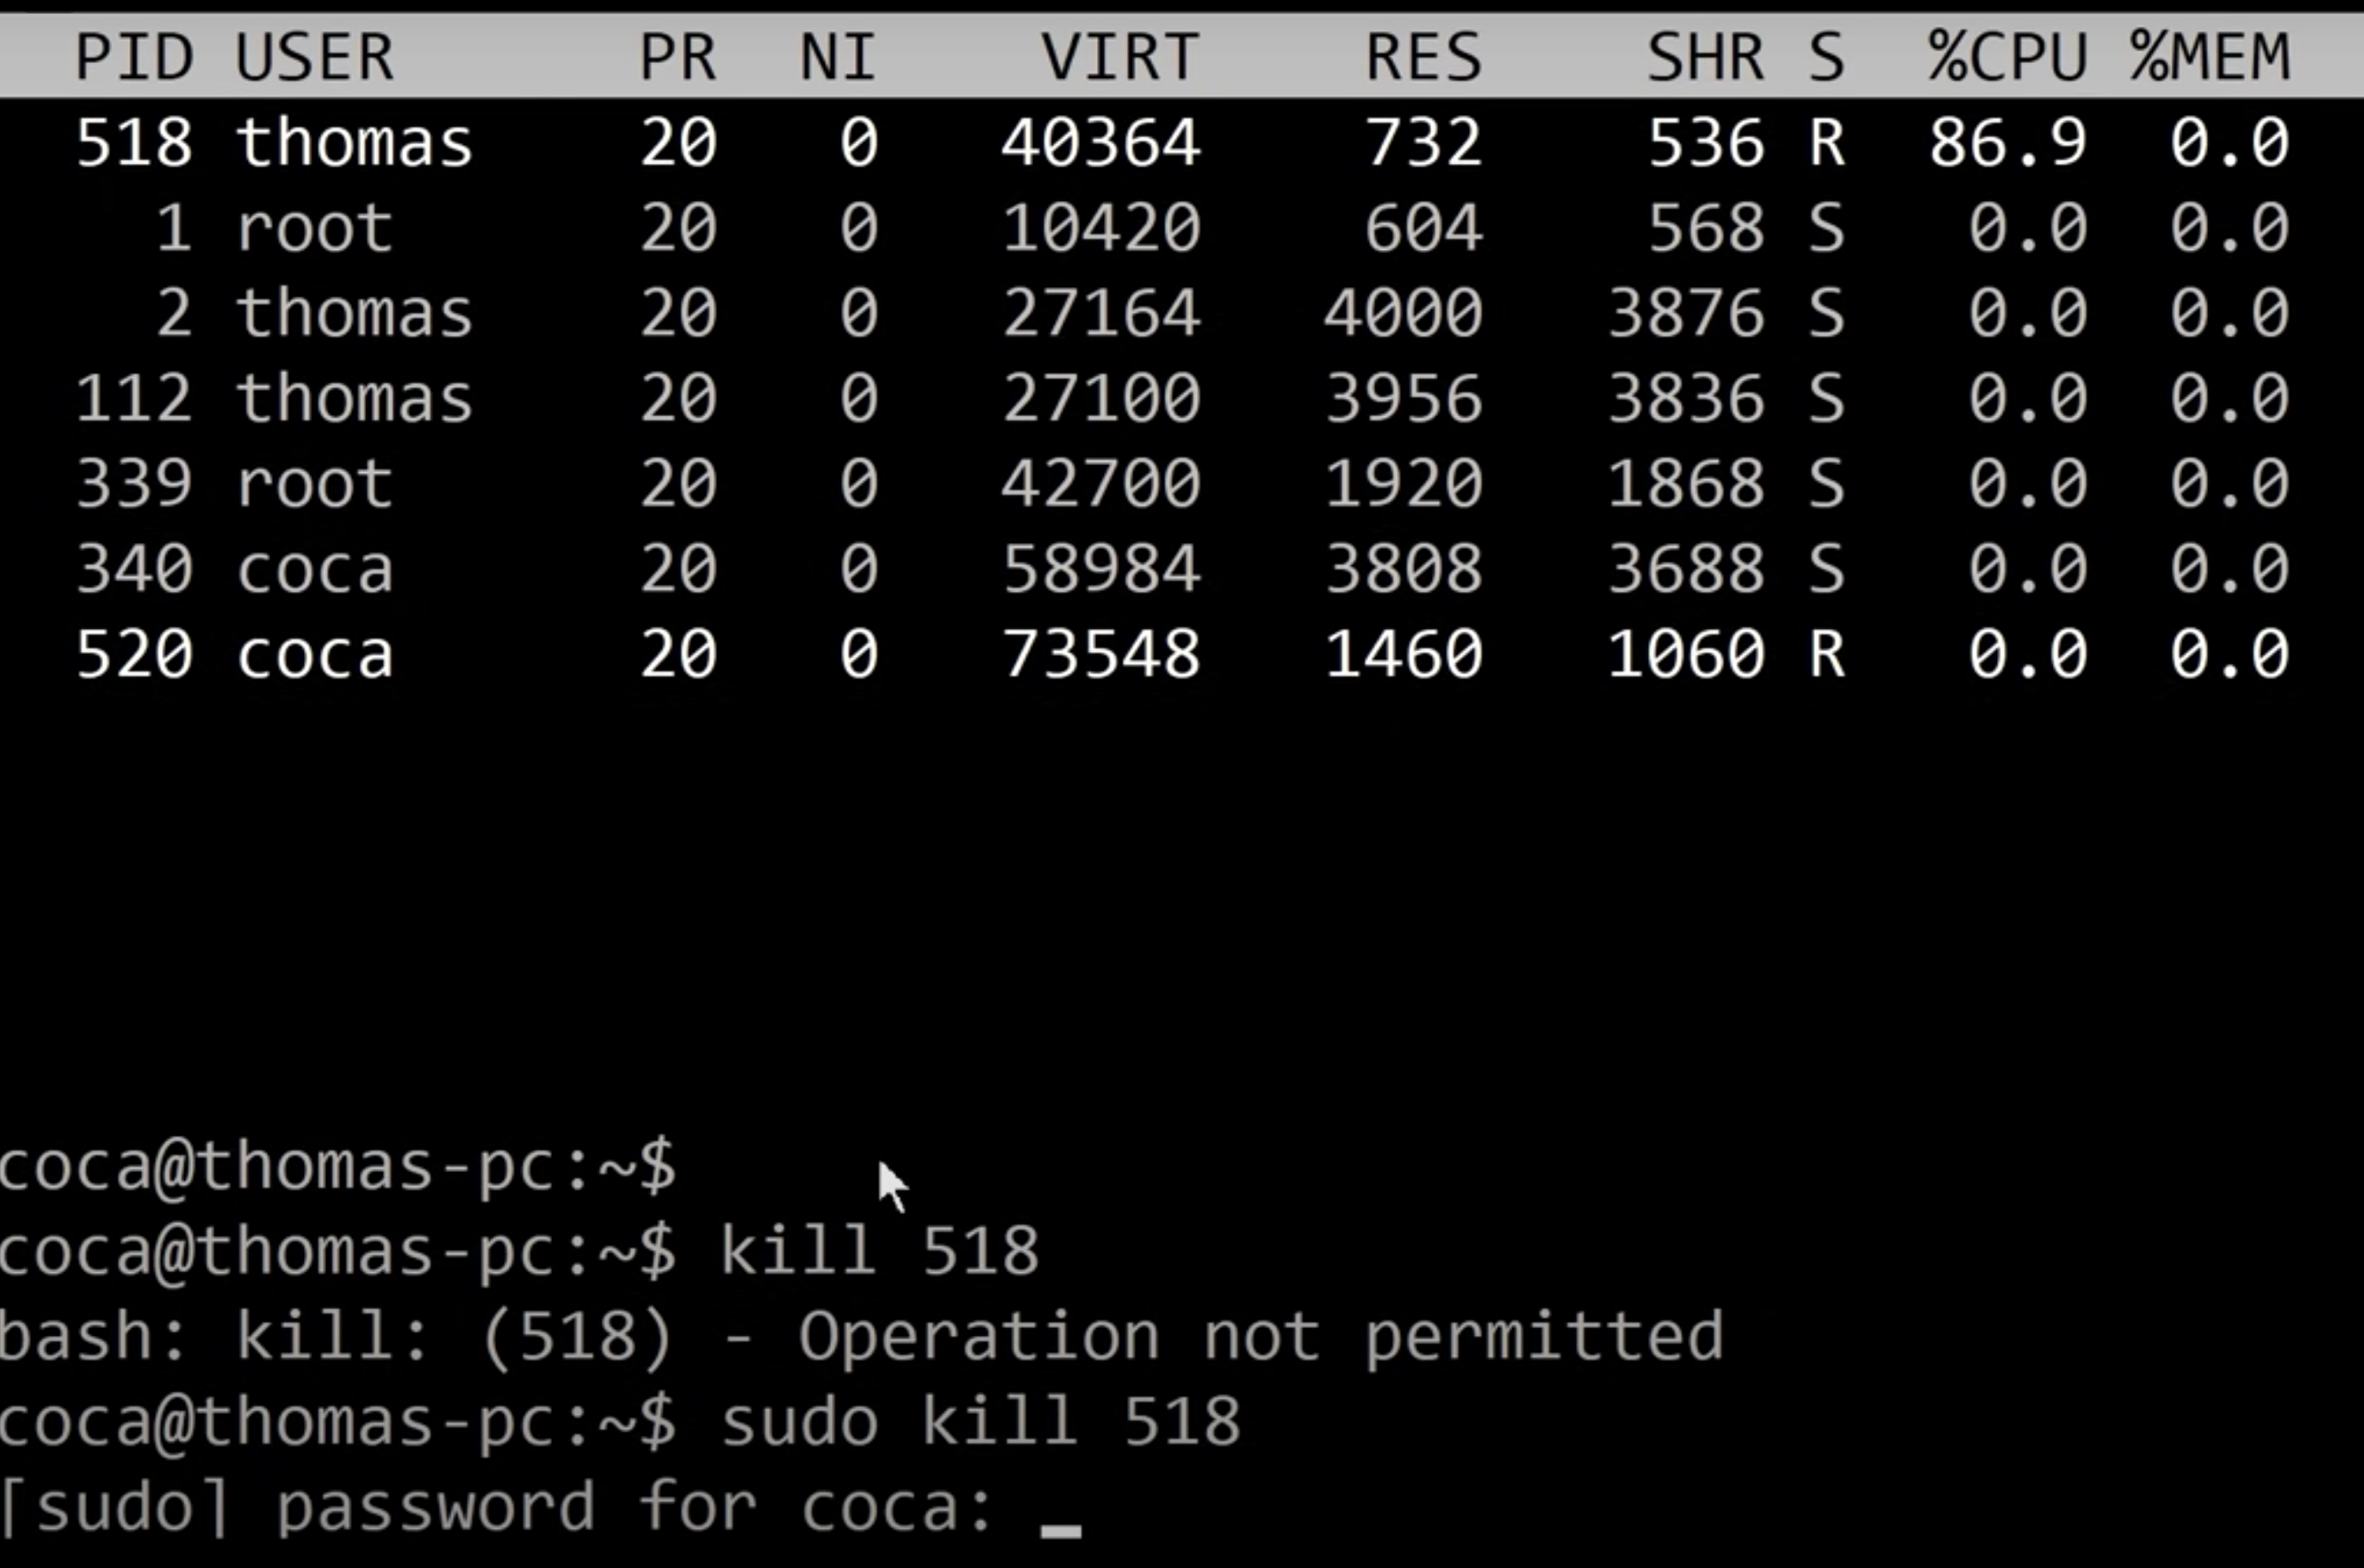 PID USER PR NI VIRT RES SHR S %CPU %MEM
518 thomas 20 0 40364 732 536 R 86.9 0.0
1 root 20 0 10420 604 568 S 0.0 0.0
2 thomas 20 0 27164 4000 3876 S 0.0 0.0
112 thomas 20 0 27100 3956 3836 S 0.0 0.0
339 root 20 0 42700 1920 1868 S 0.0 0.0
340 coca 20 0 58984 3808 3688 S 0.0 0.0
520 coca 20 0 73548 1460 1060 R 0.0 0.0
coca@thomas-pc:~$
coca@thomas-pc:~$ kill 518
bash: kill: (518) - Operation not permitted
coca@thomas-pc:~$ sudo kill 518
[sudo] password for coca: _